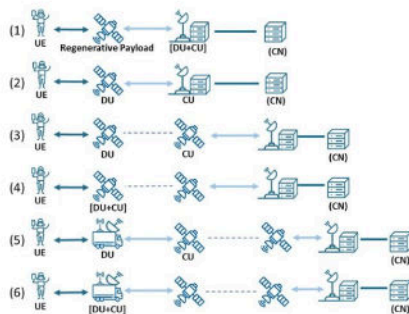 (1)
UE Regenerative Payload [DU+CU] (CN)
(2)
UE DU CU (CN)
(3)
UE DU CU (CN)
(4)
UE [DU+CU] (CN)
(5)
UE DU CU (CN)
(6)
UE [DU+CU] (CN)